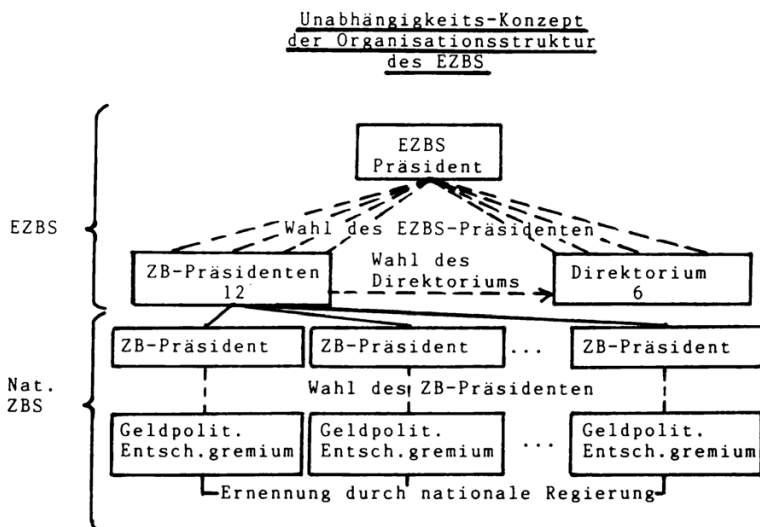 Unabhängigkeits-Konzept
der Organisationsstruktur
des EZBS
EZBS
Präsident
EZBS
Wahl des EZBS-Präsidenten
ZB-Präsidenten
12
Wahl des
Direktoriums
Direktorium
6
ZB-Präsident
ZB-Präsident
...
ZB-Präsident
Nat.
ZBS
Wahl des ZB-Präsidenten
Geldpolit.
Entsch.gremium
Geldpolit.
Entsch.gremium
...
Geldpolit.
Entsch.gremium
Ernennung durch nationale Regierung